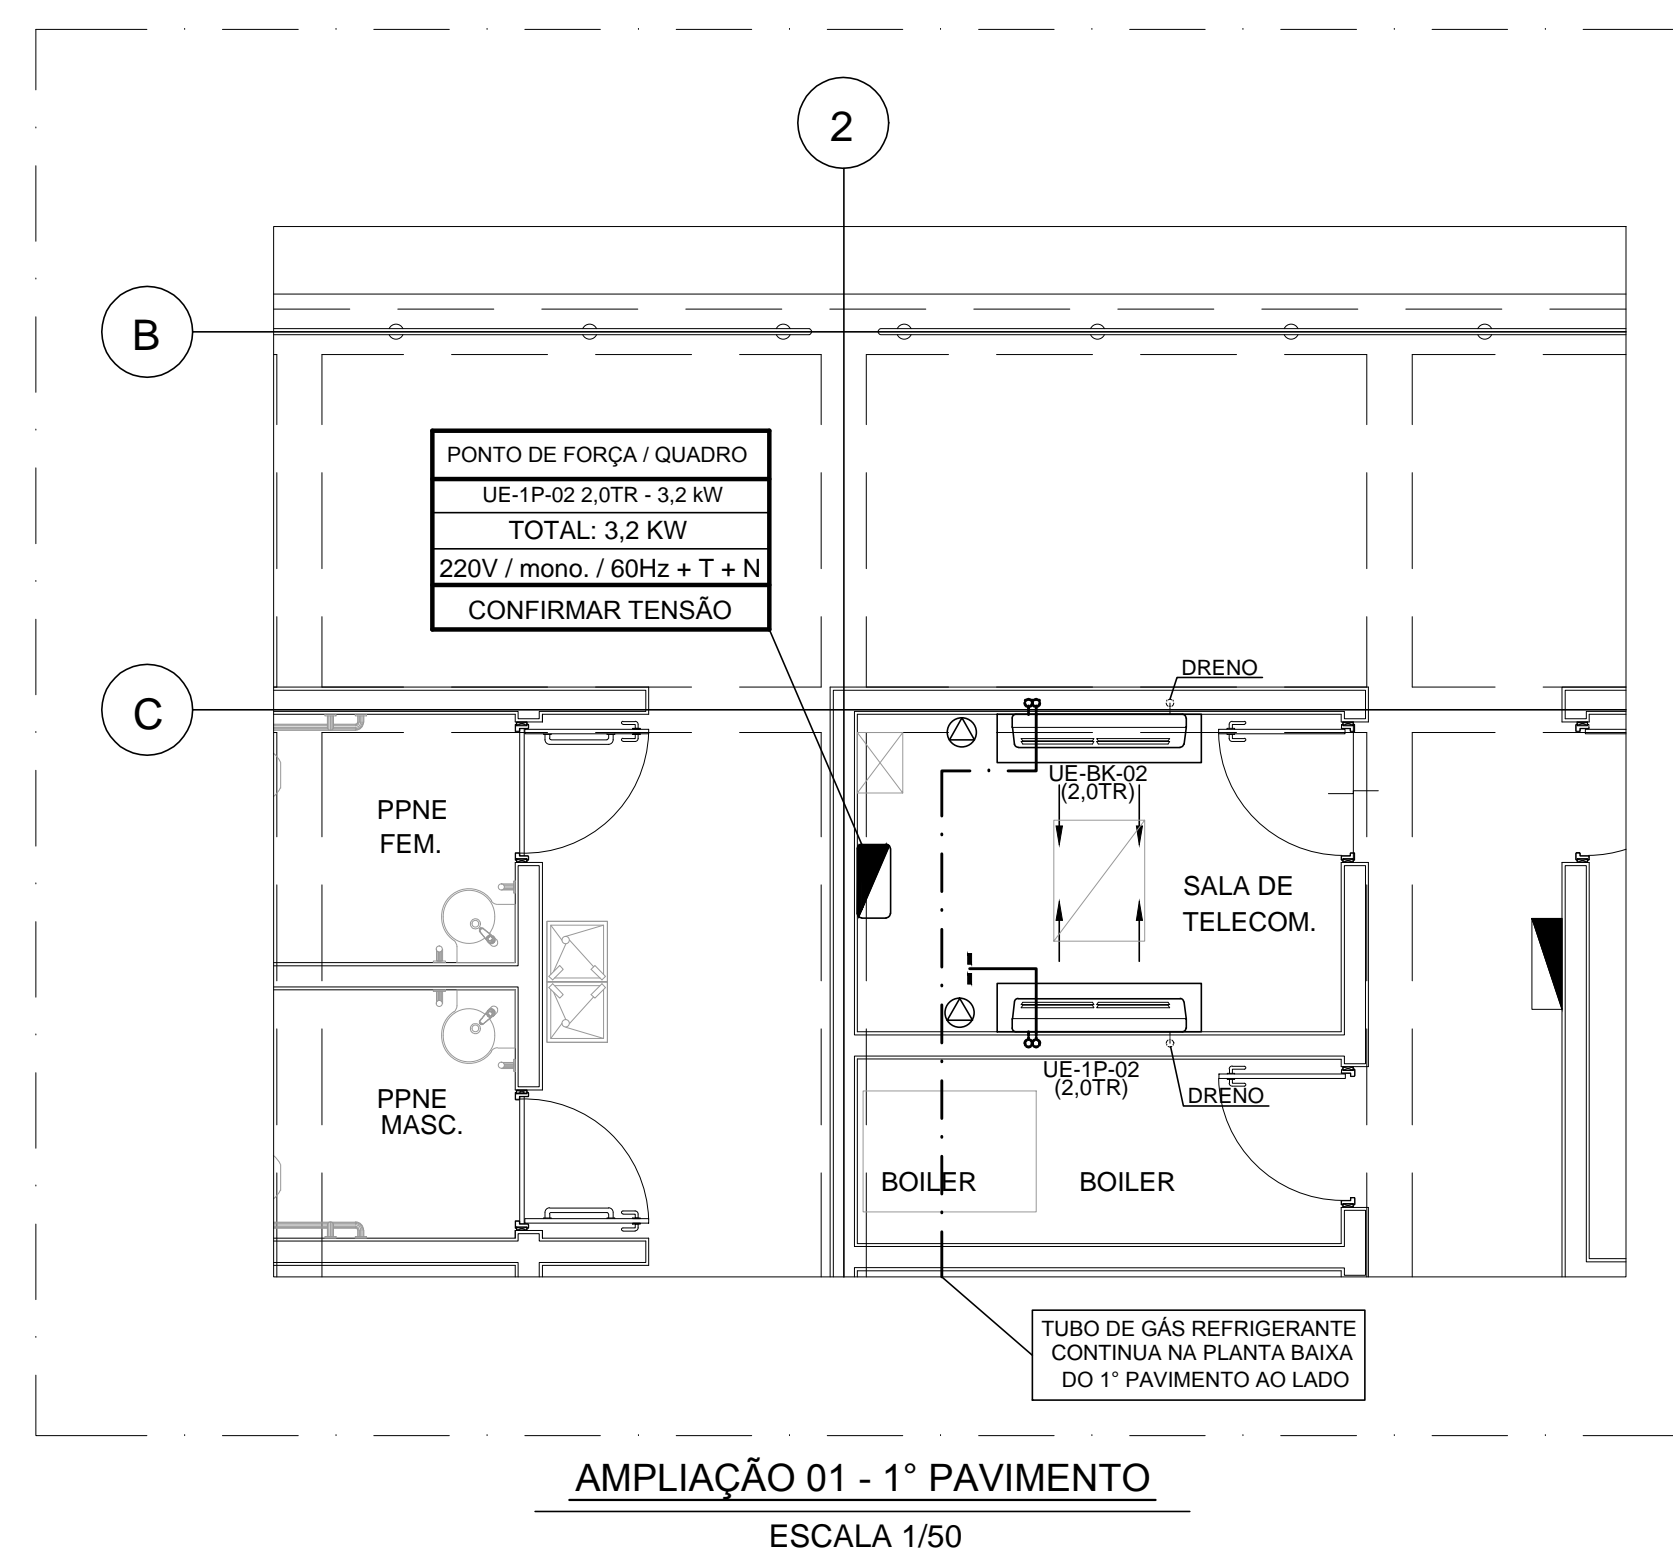 2
B
PONTO DE FORÇA / QUADRO
UE-1P-02 2,0TR - 3,2 kW
TOTAL: 3,2 KW
220V / mono. / 60Hz + T + N
CONFIRMAR TENSÃO
C
DRENO
UE-BK-02
(2,0TR)
PPNE
FEM.
SALA DE
TELECOM.
UE-1P-02
(2,0TR)
DRENO
PPNE
MASC.
BOILER
BOILER
TUBO DE GÁS REFRIGERANTE
CONTINUA NA PLANTA BAIXA
DO 1° PAVIMENTO AO LADO
AMPLIAÇÃO 01 - 1° PAVIMENTO
ESCALA 1/50